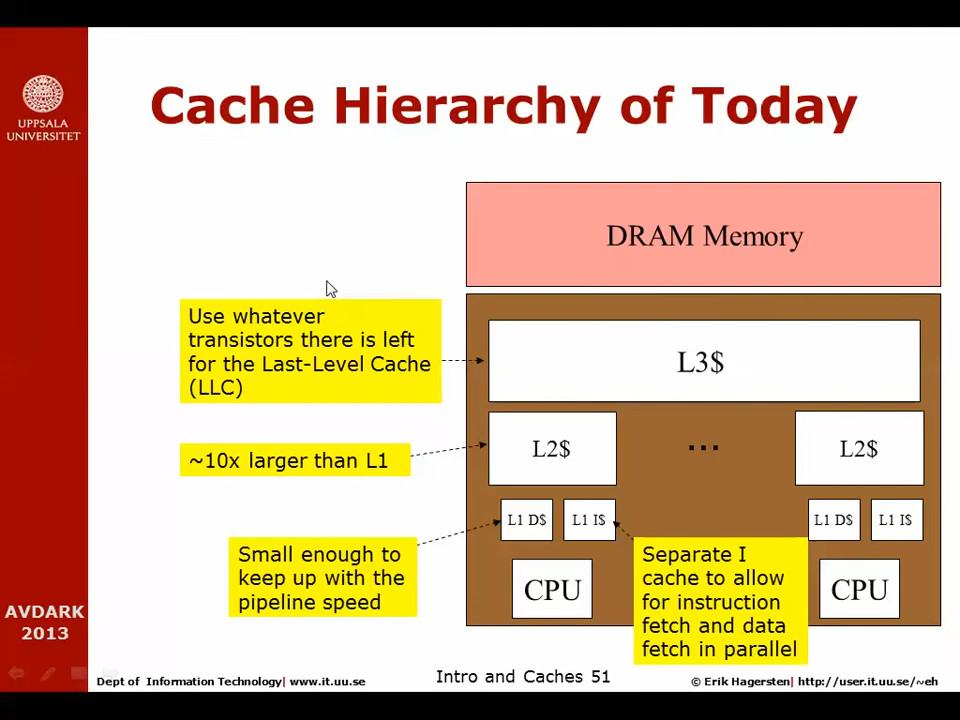 UPPSALA
UNIVERSITET
Cache Hierarchy of Today
DRAM Memory
Use whatever
transistors there is left
for the Last-Level Cache
(LLC)
L3$
~10x larger than L1
L2$
...
L2$
L1 D$
L1 I$
L1 D$
L1 I$
Small enough to
keep up with the
pipeline speed
CPU
Separate I
cache to allow
for instruction
fetch and data
fetch in parallel
CPU
AVDARK
2013
Dept of Information Technology| www.it.uu.se
Intro and Caches 51
© Erik Hagersten| http://user.it.uu.se/~eh